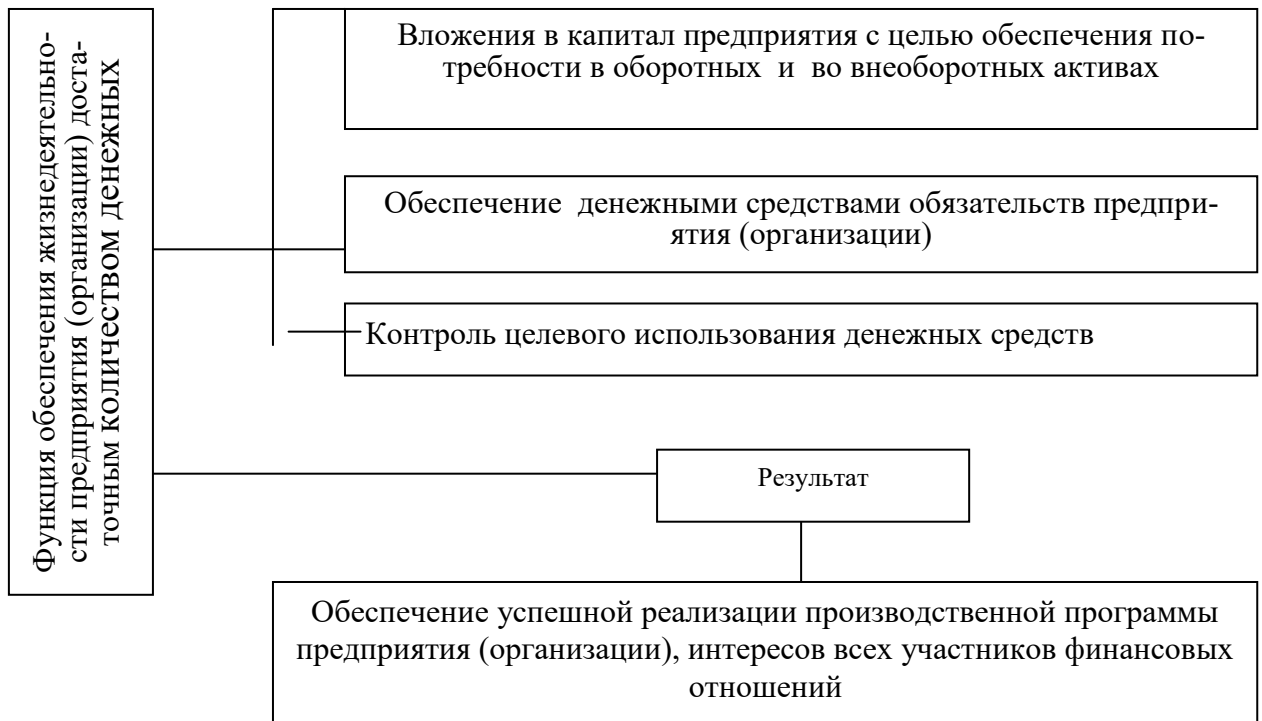 Функция обеспечения жизнедеятельно-
сти предприятия (организации) доста-
точным количеством денежных
Вложения в капитал предприятия с целью обеспечения по-
требности в оборотных и во внеоборотных активах
Обеспечение денежными средствами обязательств предпри-
ятия (организации)
Контроль целевого использования денежных средств
Результат
Обеспечение успешной реализации производственной программы
предприятия (организации), интересов всех участников финансовых
отношений